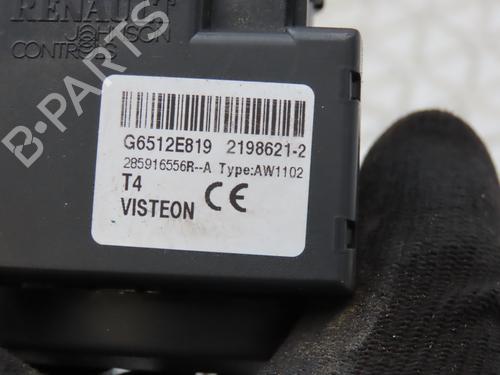 RENAULT
JOHNSON
CONTROLS
B-PARTS
G6512E819 2198621-2
285916556R--A Type:AW1102
T4
VISTEON CE